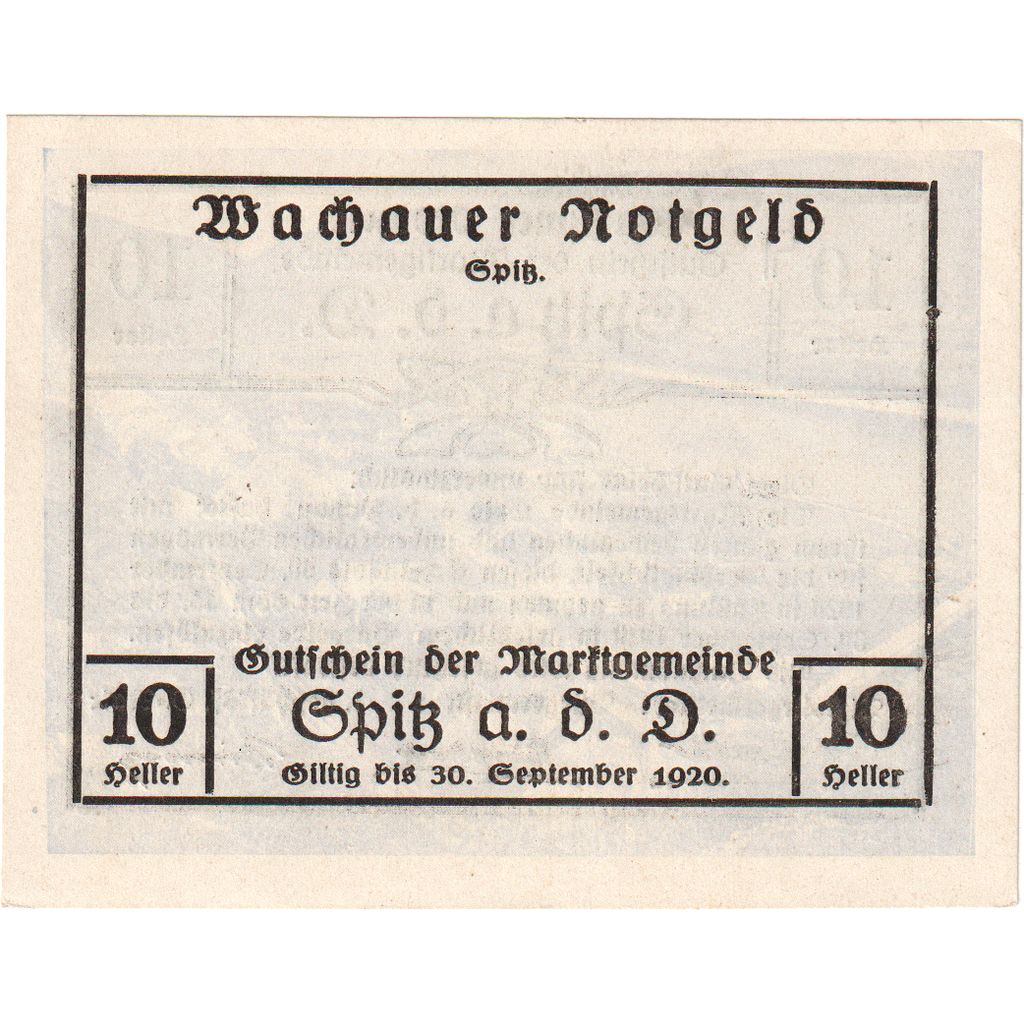 Wachauer Notgeld
Spitz.
Gutschein der Marktgemeinde
10 Spitz a. d. D. 10
Heller Giltig bis 30. September 1920. Heller